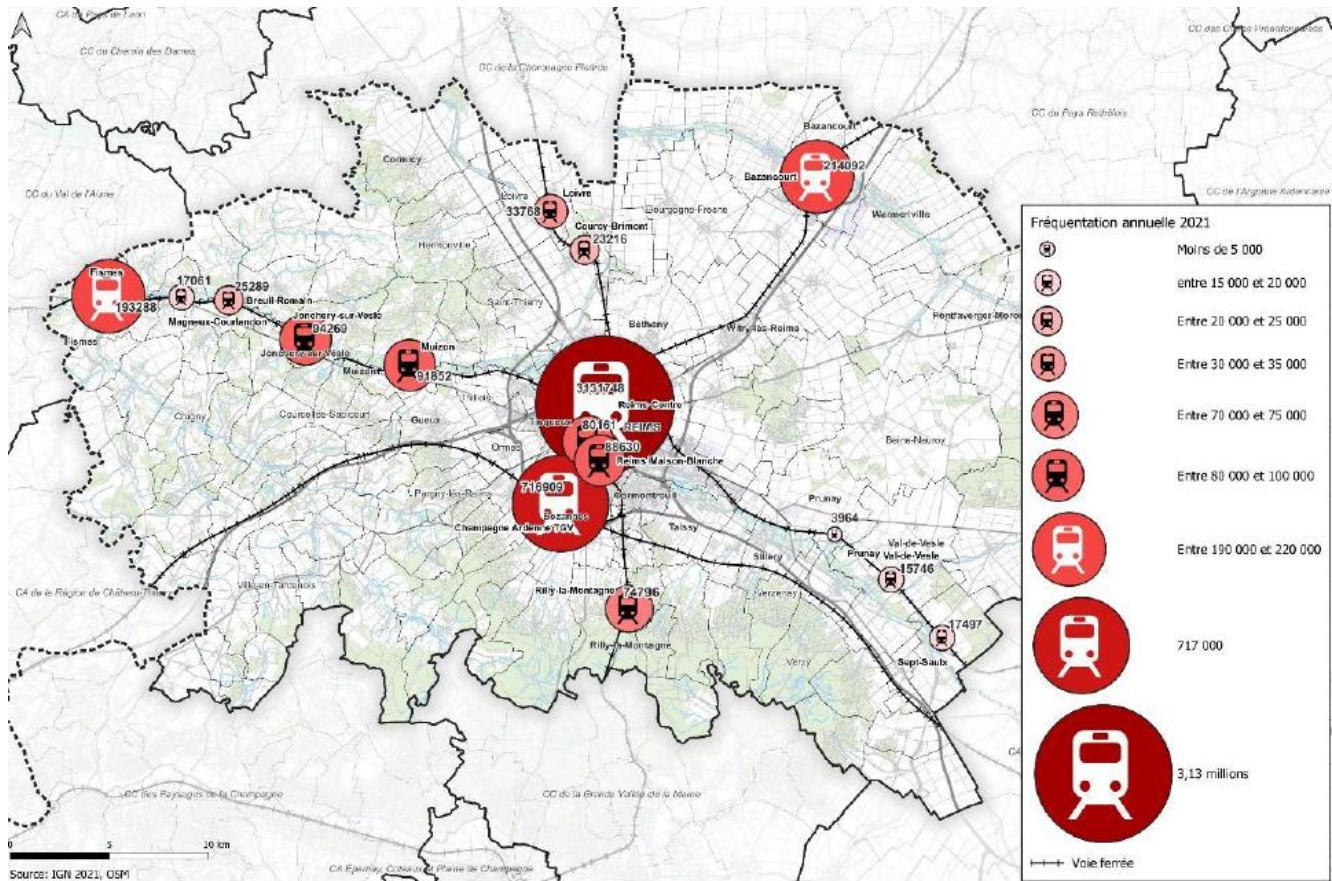 CA du Pays de Laon
CC du Chemin des Dames
CC de la Champagne Picarde
CC des Crêtes Préardennaises
CC du Pays Rethélois
CC du Val de l'Aisne
CC de l'Argonne Ardennaise
Bazancourt
214092
Bazancourt
Cormicy
Loivre
Loivre
33768
Bourgogne-Fresne
Warmeriville
Courcy-Brimont
23216
Hermonville
Fismes
193288
Fismes
17061
25289
Breuil-Romain
Magneux-Courlandon
Jonchery-sur-Vesle
94269
Jonchery-sur-Vesle
Saint-Thierry
Bétheny
Witry-lès-Reims
Pontfaverger-Moron
Muizon
91852
Muizon
Thillois
3131748
Reims-Centre
REIMS
Chigny
Courcelles-Sapicourt
Gueux
Tinqueux
80161
88630
Reims Maison-Blanche
Ormes
Beine-Nauroy
716909
Bezannes
Champagne Ardenne TGV
Pargny-lès-Reims
Cormontreuil
Taissy
Prunay
3964
Prunay
Val-de-Vesle
Val-de-Vesle
15746
Sillery
Verzenay
CA de la Région de Château-Thierry
Ville-en-Tardenois
Rilly-la-Montagne
74796
Rilly-la-Montagne
17497
Sept-Saulx
Verzy
CC des Paysages de la Champagne
CC de la Grande Vallée de la Marne
CA Épernay, Coteaux et Plaine de Champagne
CA
Fréquentation annuelle 2021
Moins de 5 000
entre 15 000 et 20 000
Entre 20 000 et 25 000
Entre 30 000 et 35 000
Entre 70 000 et 75 000
Entre 80 000 et 100 000
Entre 190 000 et 220 000
717 000
3,13 millions
Voie ferrée
0 5 10 km
Source: IGN 2021, OSM